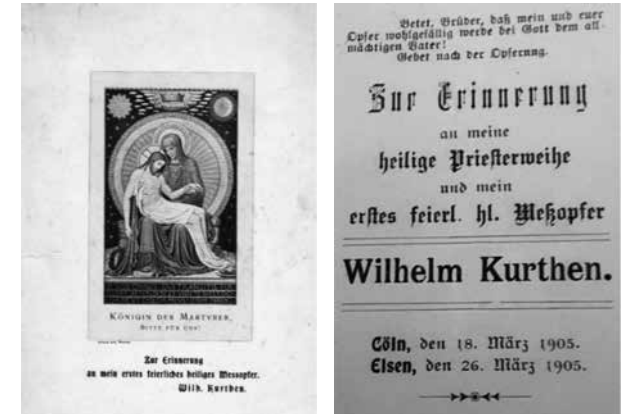 KÖNIGIN DER MARTYRER,
BITTE FÜR UNS!
Zur Erinnerung
an mein erstes feierliches heiliges Messopfer.
Wilh. Kurthen.
Betet, Brüder, daß mein und euer
Opfer wohlgefällig werde bei Gott dem all-
mächtigen Vater!
Gebet nach der Opferung.
Zur Erinnerung
an meine
heilige Priesterweihe
und mein
erstes feierl. hl. Meßopfer
Wilhelm Kurthen.
Cöln, den 18. März 1905.
Elsen, den 26. März 1905.